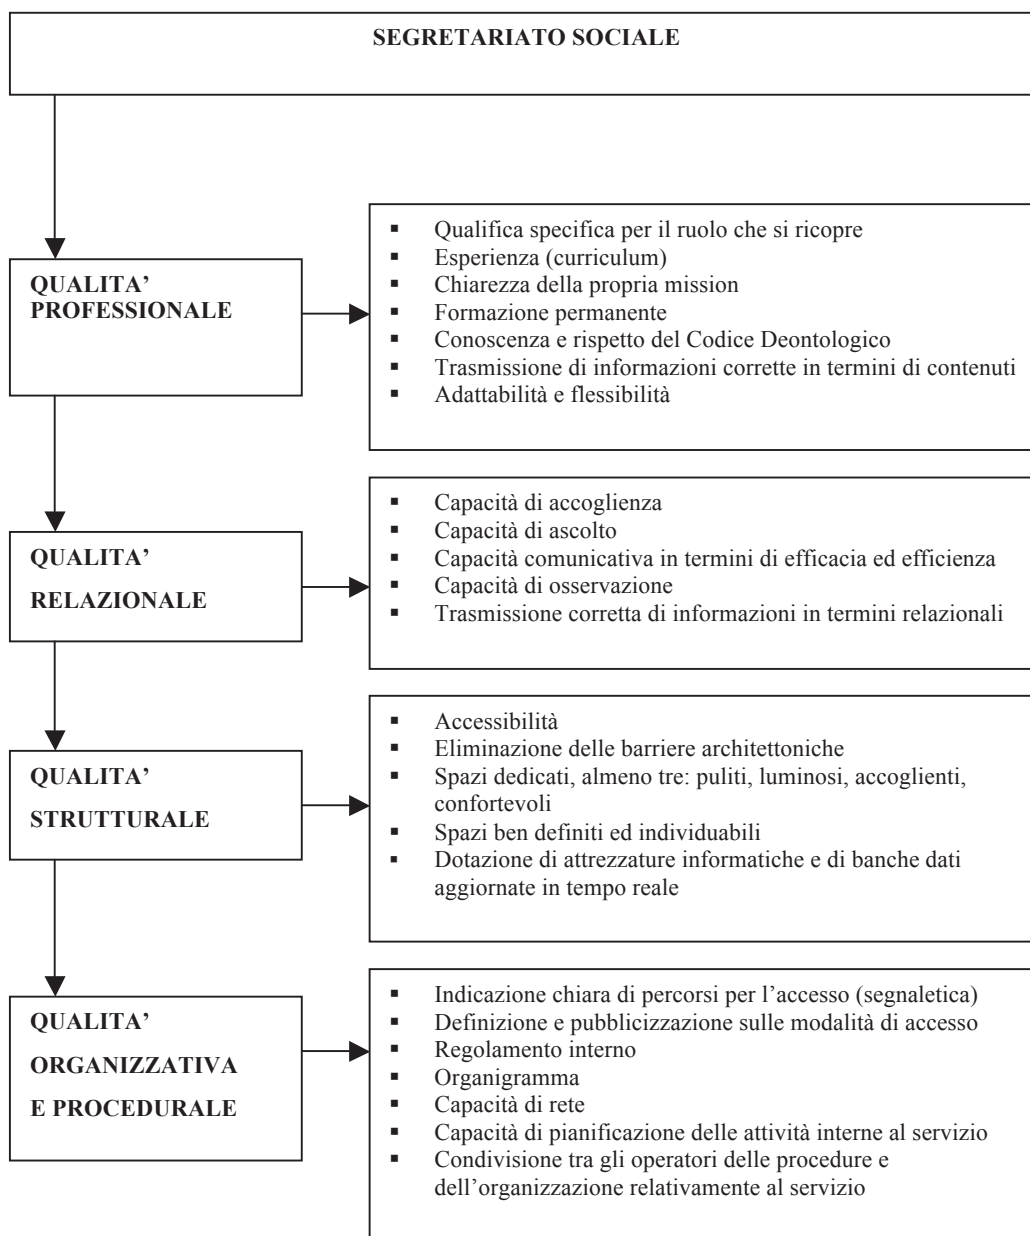 SEGRETARIATO SOCIALE
QUALITA’
PROFESSIONALE
▪ Qualifica specifica per il ruolo che si ricopre
▪ Esperienza (curriculum)
▪ Chiarezza della propria mission
▪ Formazione permanente
▪ Conoscenza e rispetto del Codice Deontologico
▪ Trasmissione di informazioni corrette in termini di contenuti
▪ Adattabilità e flessibilità
QUALITA’
RELAZIONALE
▪ Capacità di accoglienza
▪ Capacità di ascolto
▪ Capacità comunicativa in termini di efficacia ed efficienza
▪ Capacità di osservazione
▪ Trasmissione corretta di informazioni in termini relazionali
QUALITA’
STRUTTURALE
▪ Accessibilità
▪ Eliminazione delle barriere architettoniche
▪ Spazi dedicati, almeno tre: puliti, luminosi, accoglienti,
confortevoli
▪ Spazi ben definiti ed individuabili
▪ Dotazione di attrezzature informatiche e di banche dati
aggiornate in tempo reale
QUALITA’
ORGANIZZATIVA
E PROCEDURALE
▪ Indicazione chiara di percorsi per l’accesso (segnaletica)
▪ Definizione e pubblicizzazione sulle modalità di accesso
▪ Regolamento interno
▪ Organigramma
▪ Capacità di rete
▪ Capacità di pianificazione delle attività interne al servizio
▪ Condivisione tra gli operatori delle procedure e
dell’organizzazione relativamente al servizio